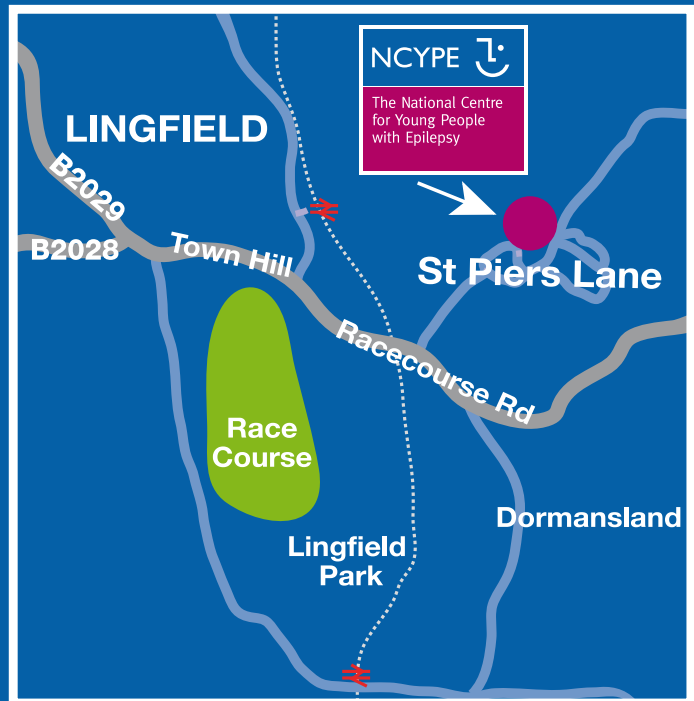 NCYPE
The National Centre
for Young People
with Epilepsy
LINGFIELD
B2029
B2028
Town Hill
St Piers Lane
Racecourse Rd
Race
Course
Dormansland
Lingfield
Park